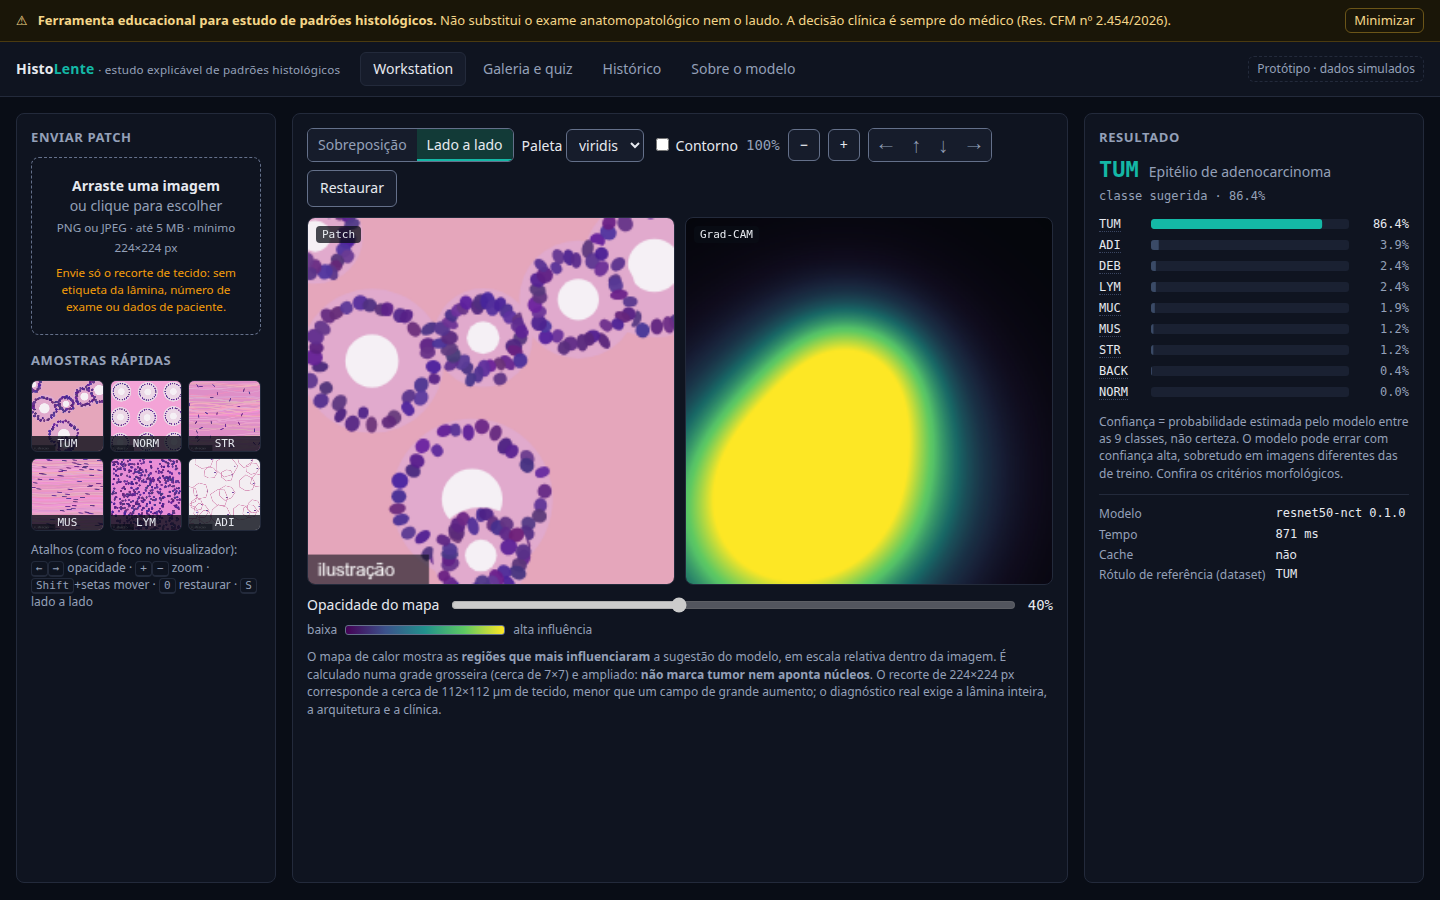 ⚠ Ferramenta educacional para estudo de padrões histológicos. Não substitui o exame anatomopatológico nem o laudo. A decisão clínica é sempre do médico (Res. CFM nº 2.454/2026).
Minimizar
HistoLente · estudo explicável de padrões histológicos
Workstation
Galeria e quiz
Histórico
Sobre o modelo
Protótipo · dados simulados
ENVIAR PATCH
Arraste uma imagem
ou clique para escolher
PNG ou JPEG · até 5 MB · mínimo
224×224 px
Envie só o recorte de tecido: sem
etiqueta da lâmina, número de
exame ou dados de paciente.
AMOSTRAS RÁPIDAS
TUM
NORM
STR
MUS
LYM
ADI
Atalhos (com o foco no visualizador):
← → opacidade · + − zoom ·
Shift+setas mover · 0 restaurar · S
lado a lado
Sobreposição
Lado a lado
Paleta
viridis
Contorno
100%
−
+
← ↑ ↓ →
Restaurar
Patch
ilustração
Grad-CAM
Opacidade do mapa
40%
baixa
alta influência
O mapa de calor mostra as regiões que mais influenciaram a sugestão do modelo, em escala relativa dentro da imagem. É
calculado numa grade grosseira (cerca de 7×7) e ampliado: não marca tumor nem aponta núcleos. O recorte de 224×224 px
corresponde a cerca de 112×112 µm de tecido, menor que um campo de grande aumento; o diagnóstico real exige a lâmina inteira,
a arquitetura e a clínica.
RESULTADO
TUM Epitélio de adenocarcinoma
classe sugerida · 86.4%
TUM 86.4%
ADI 3.9%
DEB 2.4%
LYM 2.4%
MUC 1.9%
MUS 1.2%
STR 1.2%
BACK 0.4%
NORM 0.0%
Confiança = probabilidade estimada pelo modelo entre
as 9 classes, não certeza. O modelo pode errar com
confiança alta, sobretudo em imagens diferentes das
de treino. Confira os critérios morfológicos.
Modelo resnet50-nct 0.1.0
Tempo 871 ms
Cache não
Rótulo de referência (dataset) TUM